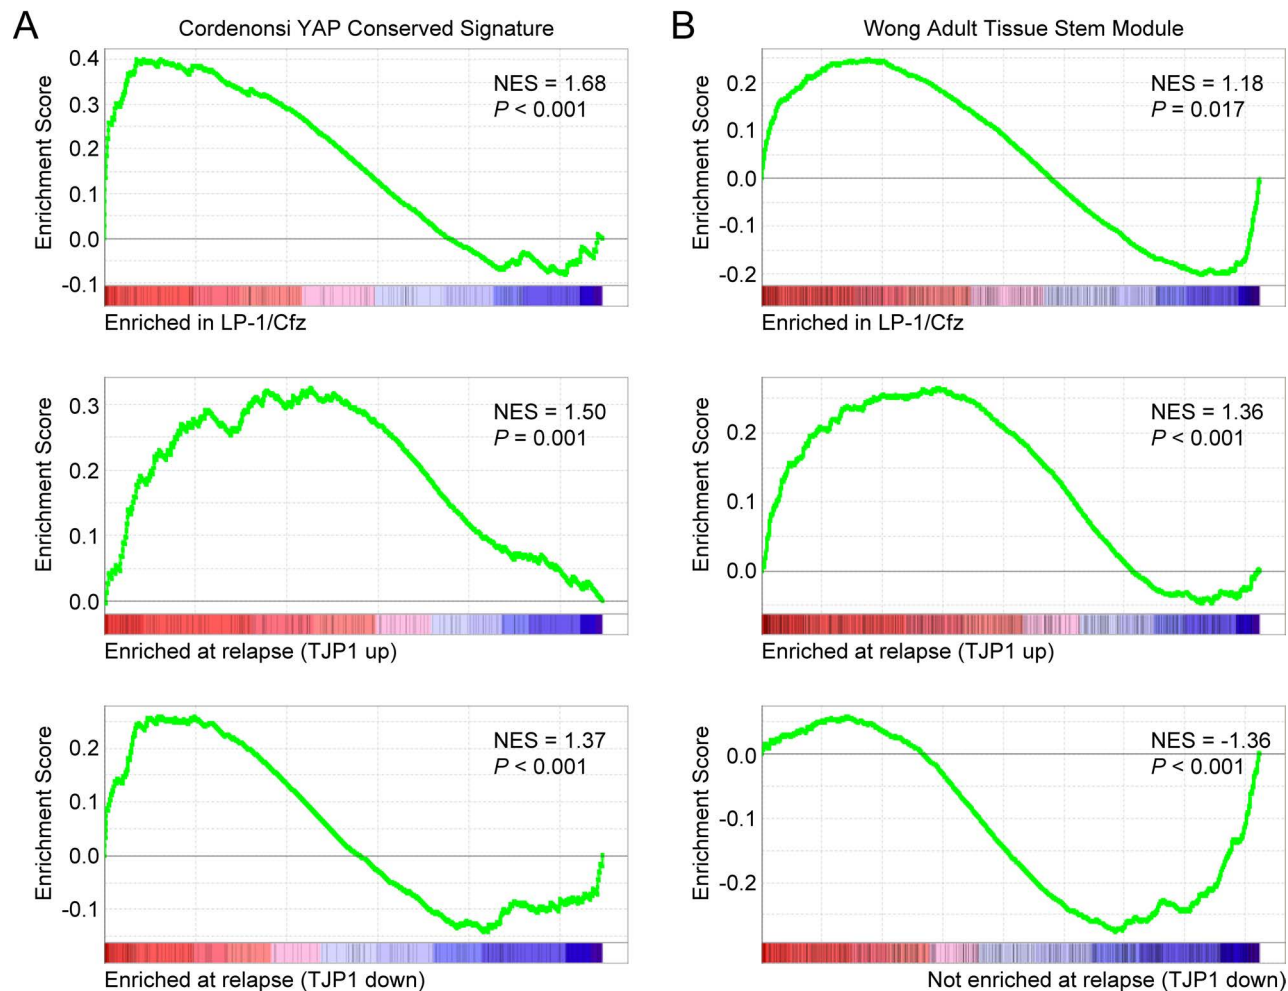 A
Cordenonsi YAP Conserved Signature
Enrichment Score
0.4
0.3
0.2
0.1
0.0
-0.1
NES = 1.68
P < 0.001
Enriched in LP-1/Cfz
Enrichment Score
0.3
0.2
0.1
0.0
NES = 1.50
P = 0.001
Enriched at relapse (TJP1 up)
Enrichment Score
0.2
0.1
0.0
-0.1
NES = 1.37
P < 0.001
Enriched at relapse (TJP1 down)
B
Wong Adult Tissue Stem Module
Enrichment Score
0.2
0.1
0.0
-0.1
-0.2
NES = 1.18
P = 0.017
Enriched in LP-1/Cfz
Enrichment Score
0.2
0.1
0.0
NES = 1.36
P < 0.001
Enriched at relapse (TJP1 up)
Enrichment Score
0.0
-0.1
-0.2
NES = -1.36
P < 0.001
Not enriched at relapse (TJP1 down)